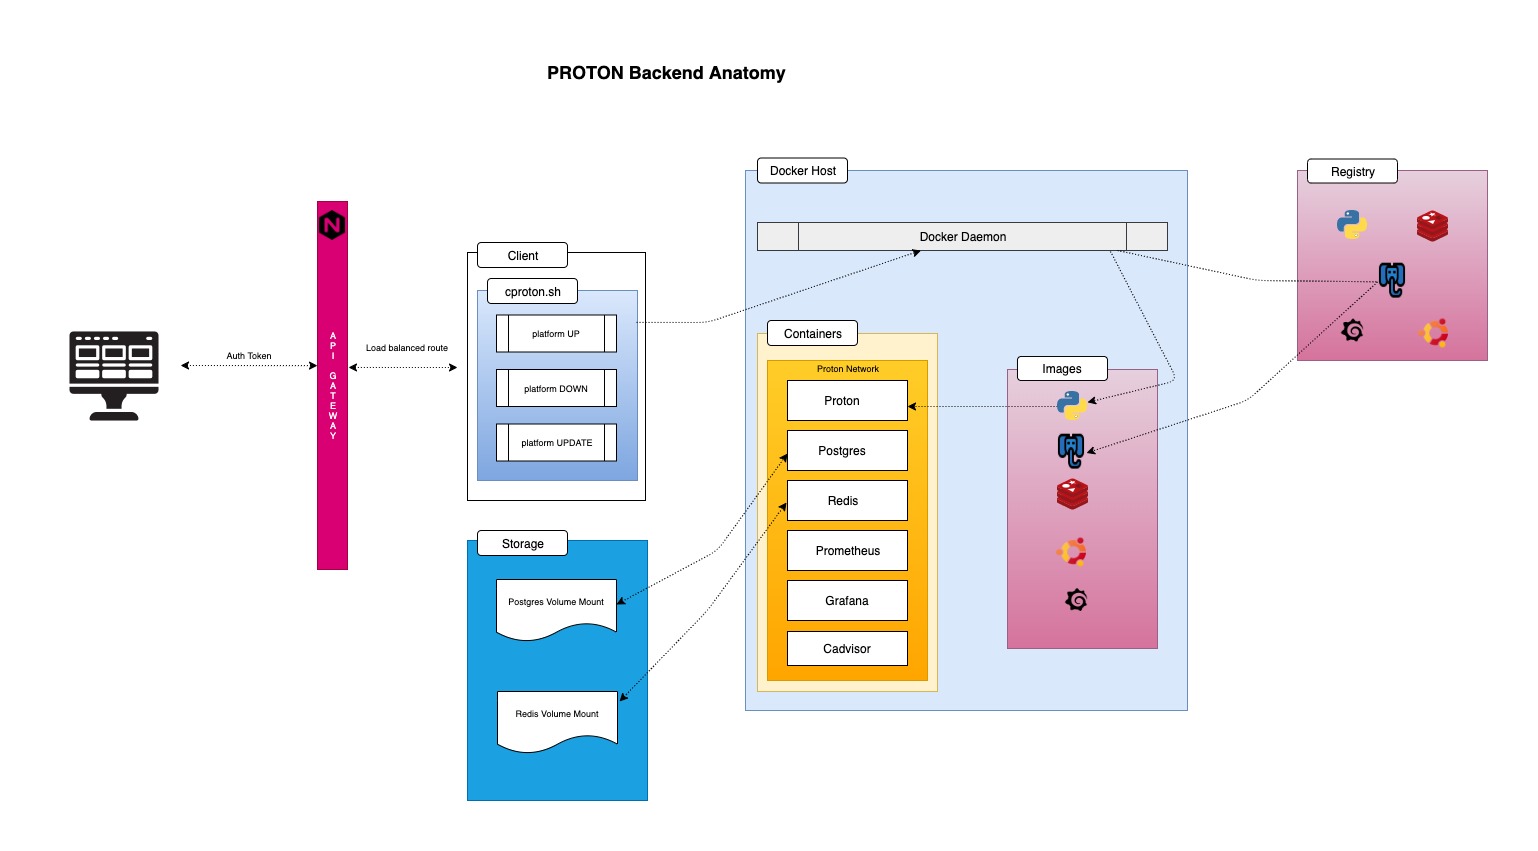 PROTON Backend Anatomy
Auth Token
N
API GATEWAY
Load balanced route
Client
cproton.sh
platform UP
platform DOWN
platform UPDATE
Storage
Postgres Volume Mount
Redis Volume Mount
Docker Host
Docker Daemon
Containers
Proton Network
Proton
Postgres
Redis
Prometheus
Grafana
Cadvisor
Images
Registry